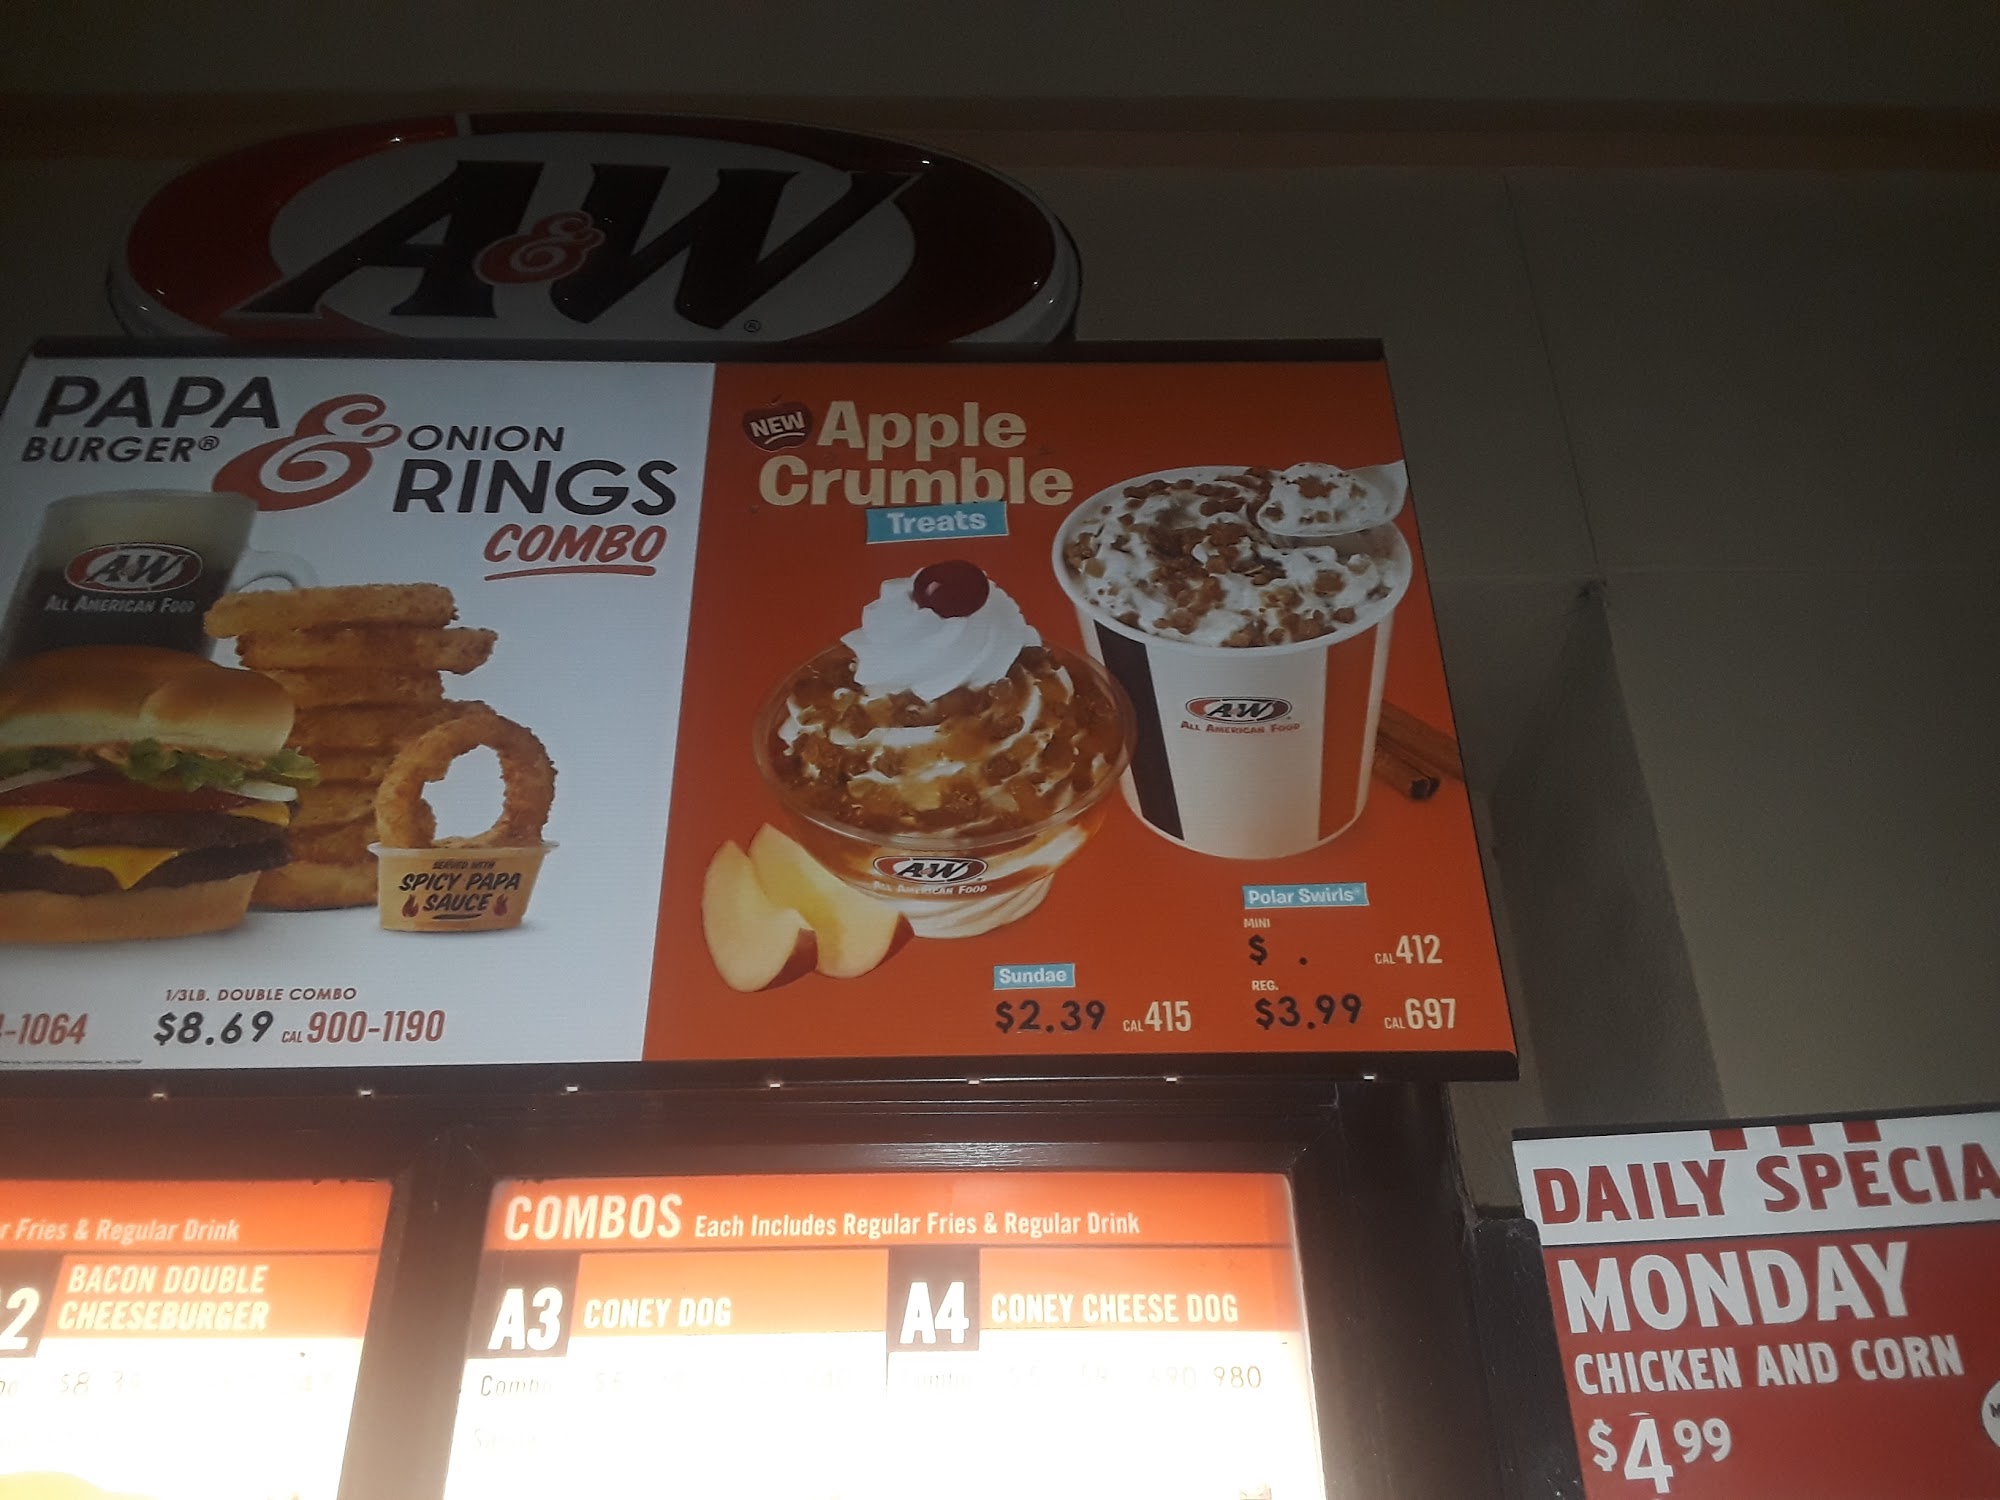 A&W
PAPA
BURGER®
&
ONION
RINGS
COMBO
A&W
ALL AMERICAN FOOD
SERVED WITH
SPICY PAPA
SAUCE
1/3LB. DOUBLE COMBO
-1064
$8.69 CAL 900-1190
NEW
Apple
Crumble
Treats
A&W
ALL AMERICAN FOOD
A&W
ALL AMERICAN FOOD
Sundae
$2.39 CAL 415
Polar Swirls®
MINI
$ . CAL 412
REG.
$3.99 CAL 697
Fries & Regular Drink
BACON DOUBLE
CHEESEBURGER
COMBOS Each Includes Regular Fries & Regular Drink
A3 CONEY DOG
Combo
A4 CONEY CHEESE DOG
980
DAILY SPECIA
MONDAY
CHICKEN AND CORN
$4.99